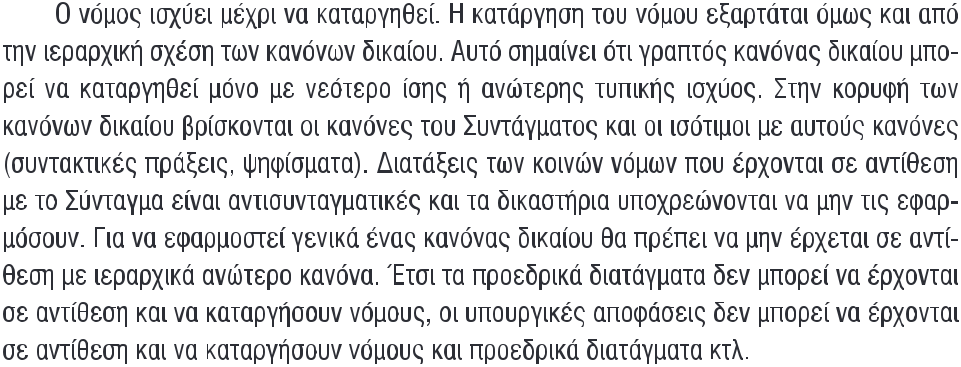 Ο νόμος ισχύει μέχρι να καταργηθεί. Η κατάργηση του νόμου εξαρτάται όμως και από
την ιεραρχική σχέση των κανόνων δικαίου. Αυτό σημαίνει ότι γραπτός κανόνας δικαίου μπο-
ρεί να καταργηθεί μόνο με νεότερο ίσης ή ανώτερης τυπικής ισχύος. Στην κορυφή των
κανόνων δικαίου βρίσκονται οι κανόνες του Συντάγματος και οι ισότιμοι με αυτούς κανόνες
(συντακτικές πράξεις, ψηφίσματα). Διατάξεις των κοινών νόμων που έρχονται σε αντίθεση
με το Σύνταγμα είναι αντισυνταγματικές και τα δικαστήρια υποχρεώνονται να μην τις εφαρ-
μόσουν. Για να εφαρμοστεί γενικά ένας κανόνας δικαίου θα πρέπει να μην έρχεται σε αντί-
θεση με ιεραρχικά ανώτερο κανόνα. Έτσι τα προεδρικά διατάγματα δεν μπορεί να έρχονται
σε αντίθεση και να καταργήσουν νόμους, οι υπουργικές αποφάσεις δεν μπορεί να έρχονται
σε αντίθεση και να καταργήσουν νόμους και προεδρικά διατάγματα κτλ.